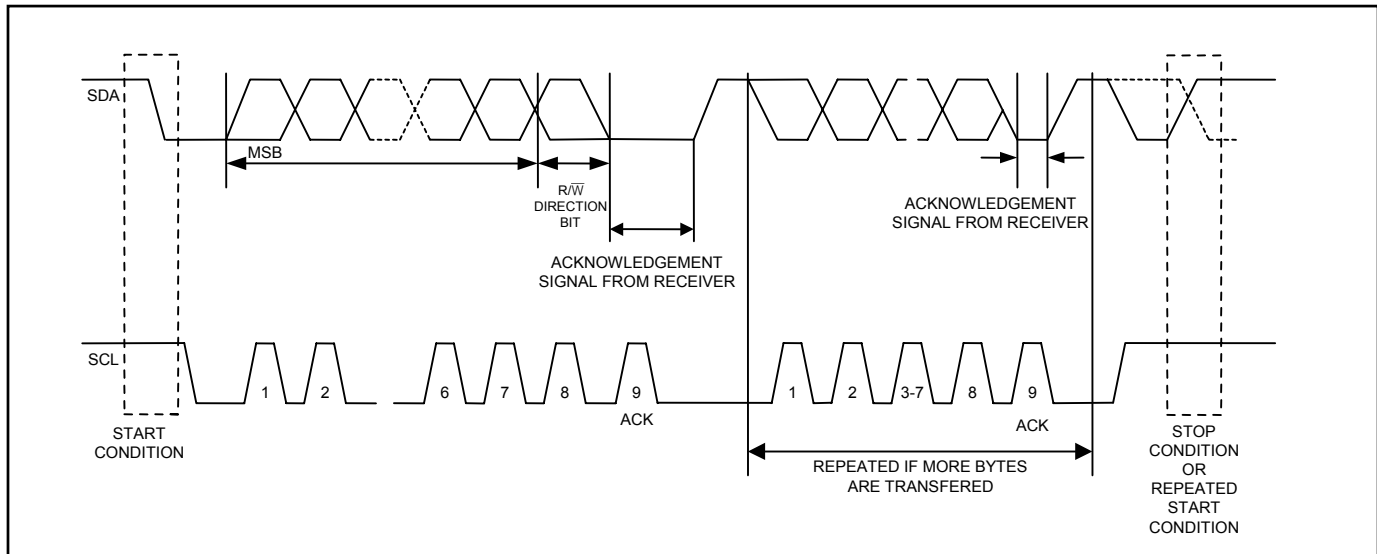 SDA
MSB
R/W̅
DIRECTION
BIT
ACKNOWLEDGEMENT
SIGNAL FROM RECEIVER
ACKNOWLEDGEMENT
SIGNAL FROM RECEIVER
SCL
1 2 6 7 8 9 1 2 3-7 8 9
ACK ACK
START
CONDITION
REPEATED IF MORE BYTES
ARE TRANSFERED
STOP
CONDITION
OR
REPEATED
START
CONDITION